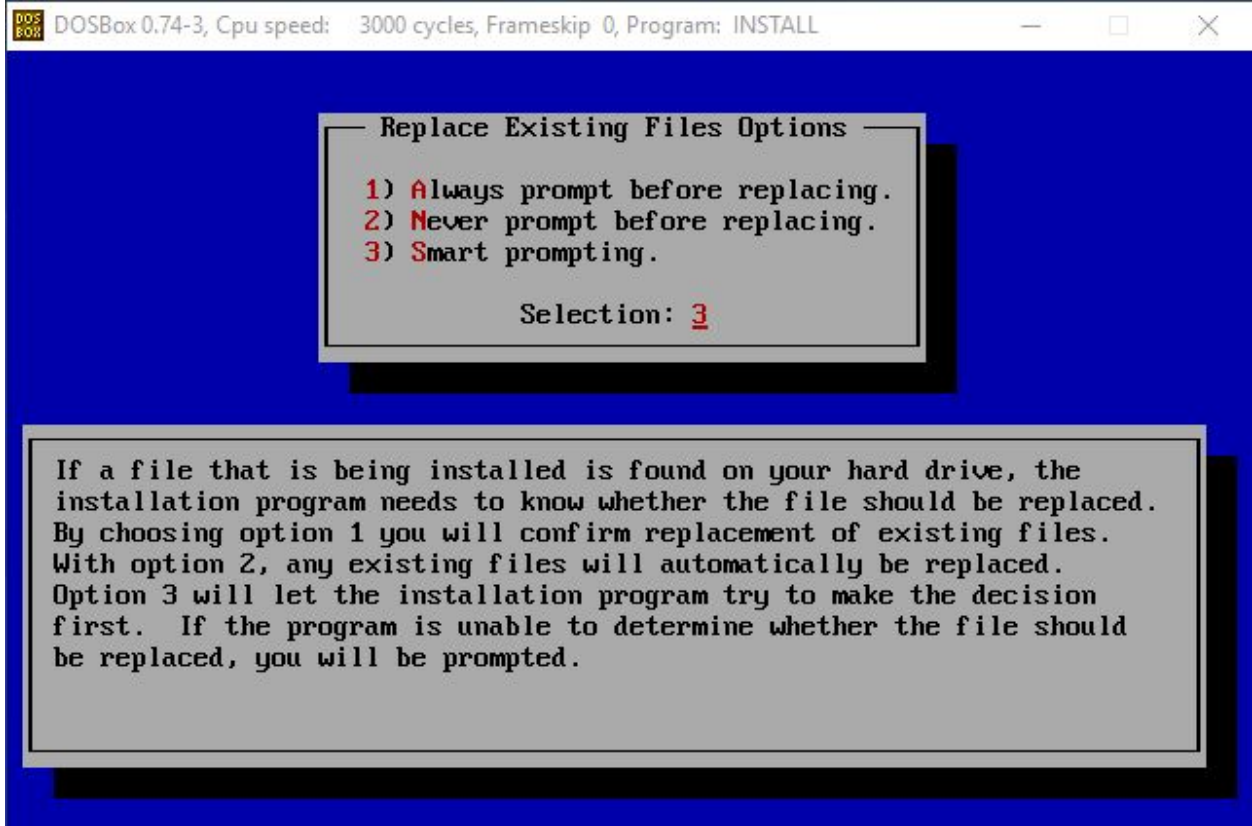 DOSBox 0.74-3, Cpu speed: 3000 cycles, Frameskip 0, Program: INSTALL
Replace Existing Files Options
1) Always prompt before replacing.
2) Never prompt before replacing.
3) Smart prompting.
Selection: 3
If a file that is being installed is found on your hard drive, the
installation program needs to know whether the file should be replaced.
By choosing option 1 you will confirm replacement of existing files.
With option 2, any existing files will automatically be replaced.
Option 3 will let the installation program try to make the decision
first. If the program is unable to determine whether the file should
be replaced, you will be prompted.